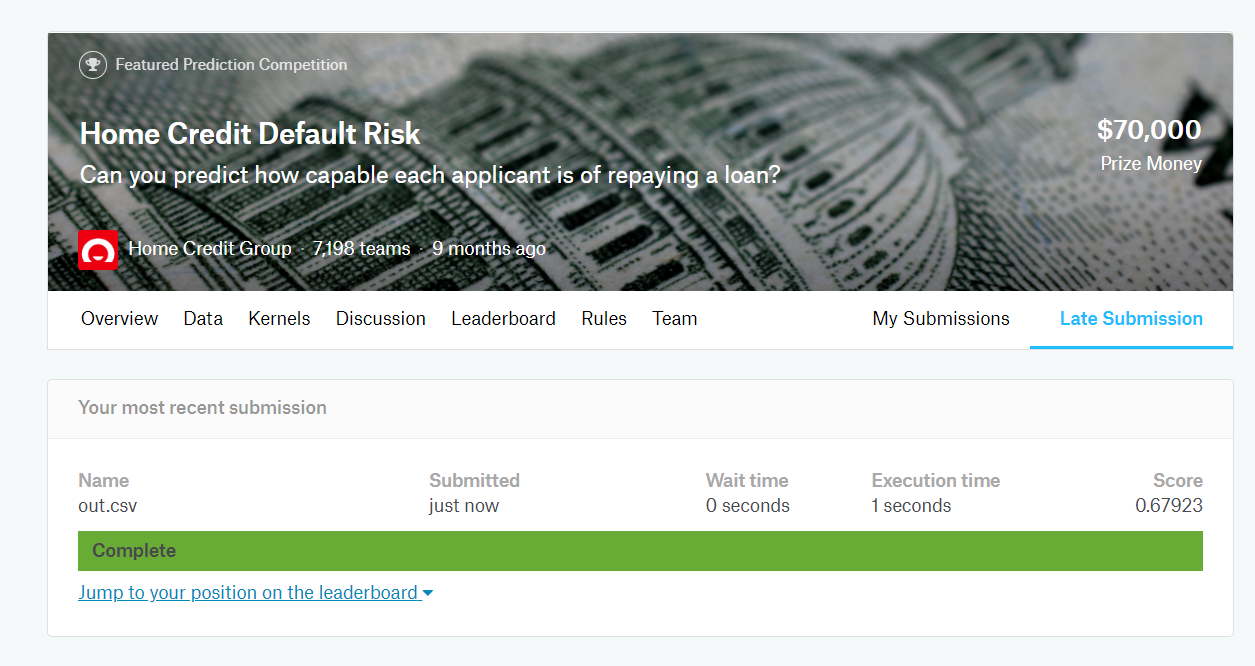 Featured Prediction Competition
Home Credit Default Risk
Can you predict how capable each applicant is of repaying a loan?
$70,000
Prize Money
Home Credit Group · 7,198 teams · 9 months ago
Overview Data Kernels Discussion Leaderboard Rules Team My Submissions Late Submission
Your most recent submission
Name Submitted Wait time Execution time Score
out.csv just now 0 seconds 1 seconds 0.67923
Complete
Jump to your position on the leaderboard